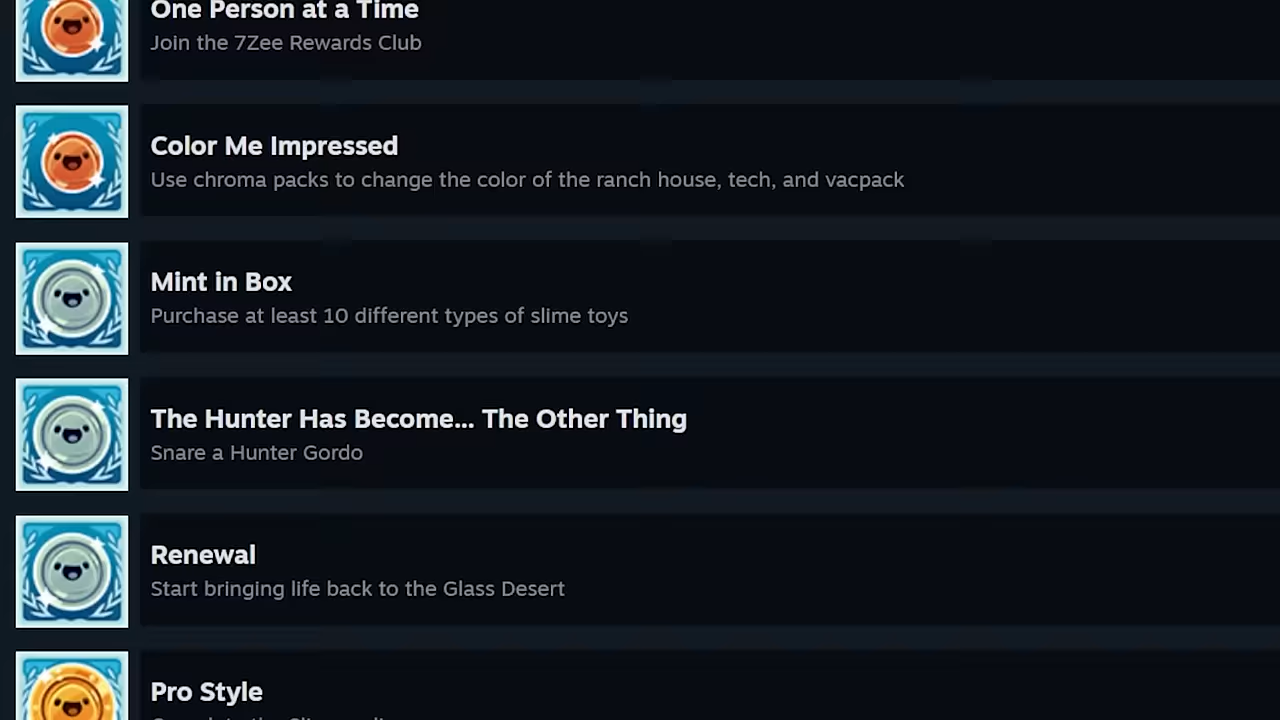 One Person at a Time
Join the 7Zee Rewards Club
Color Me Impressed
Use chroma packs to change the color of the ranch house, tech, and vacpack
Mint in Box
Purchase at least 10 different types of slime toys
The Hunter Has Become... The Other Thing
Snare a Hunter Gordo
Renewal
Start bringing life back to the Glass Desert
Pro Style